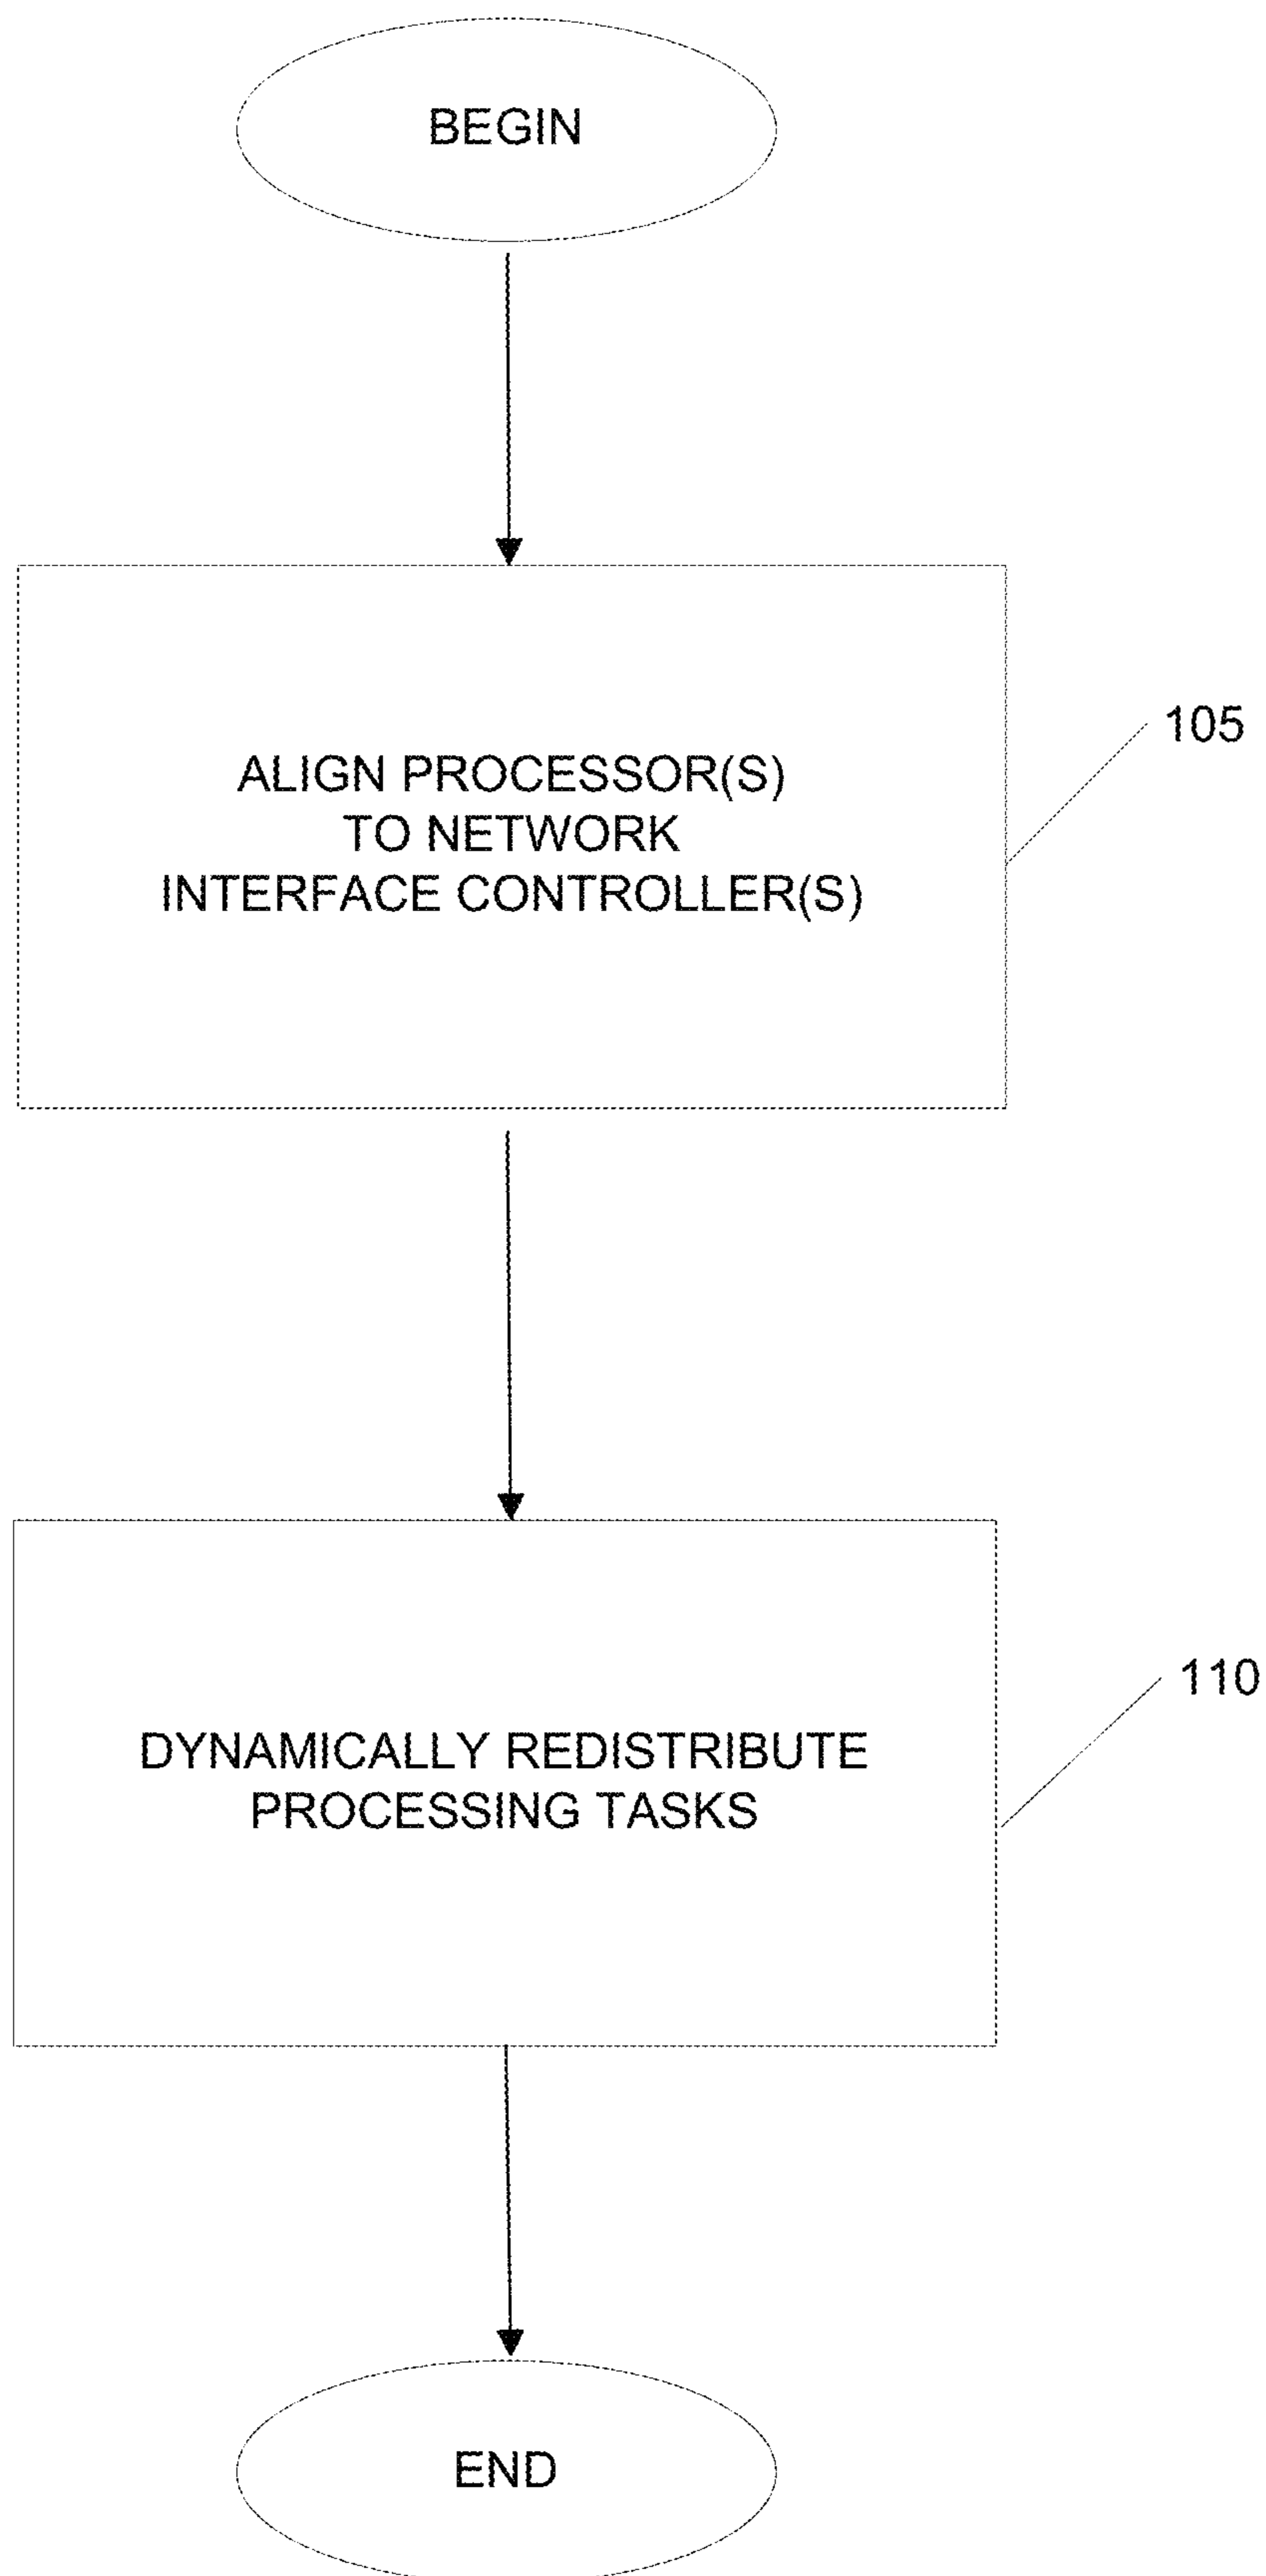 BEGIN
ALIGN PROCESSOR(S)
TO NETWORK
INTERFACE CONTROLLER(S)
105
DYNAMICALLY REDISTRIBUTE
PROCESSING TASKS
110
END